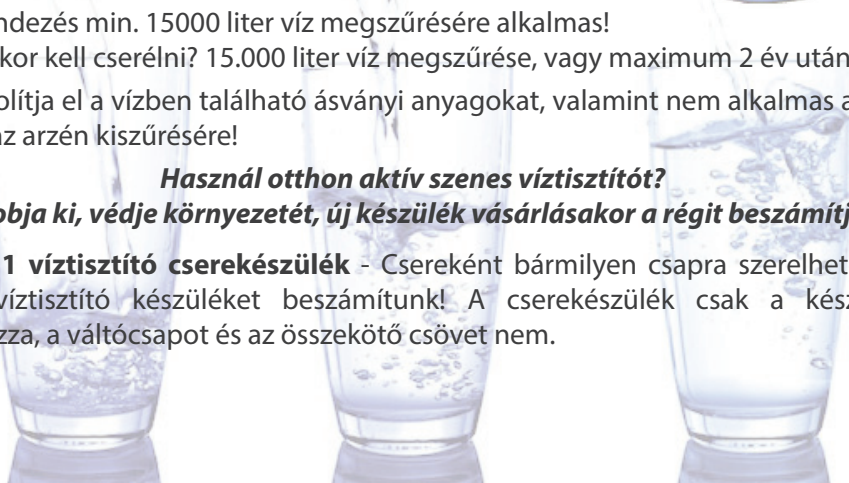 ndezés min. 15000 liter víz megszűrésére alkalmas!
kor kell cserélni? 15.000 liter víz megszűrése, vagy maximum 2 év után
olítja el a vízben található ásványi anyagokat, valamint nem alkalmas a
az arzén kiszűrésére!
Használ otthon aktív szenes víztisztítót?
obja ki, védje környezetét, új készülék vásárlásakor a régit beszámítj
1 víztisztító cserekészülék - Csereként bármilyen csapra szerelhet
víztisztító készüléket beszámítunk! A cserekészülék csak a kész
zza, a váltócsapot és az összekötő csövet nem.